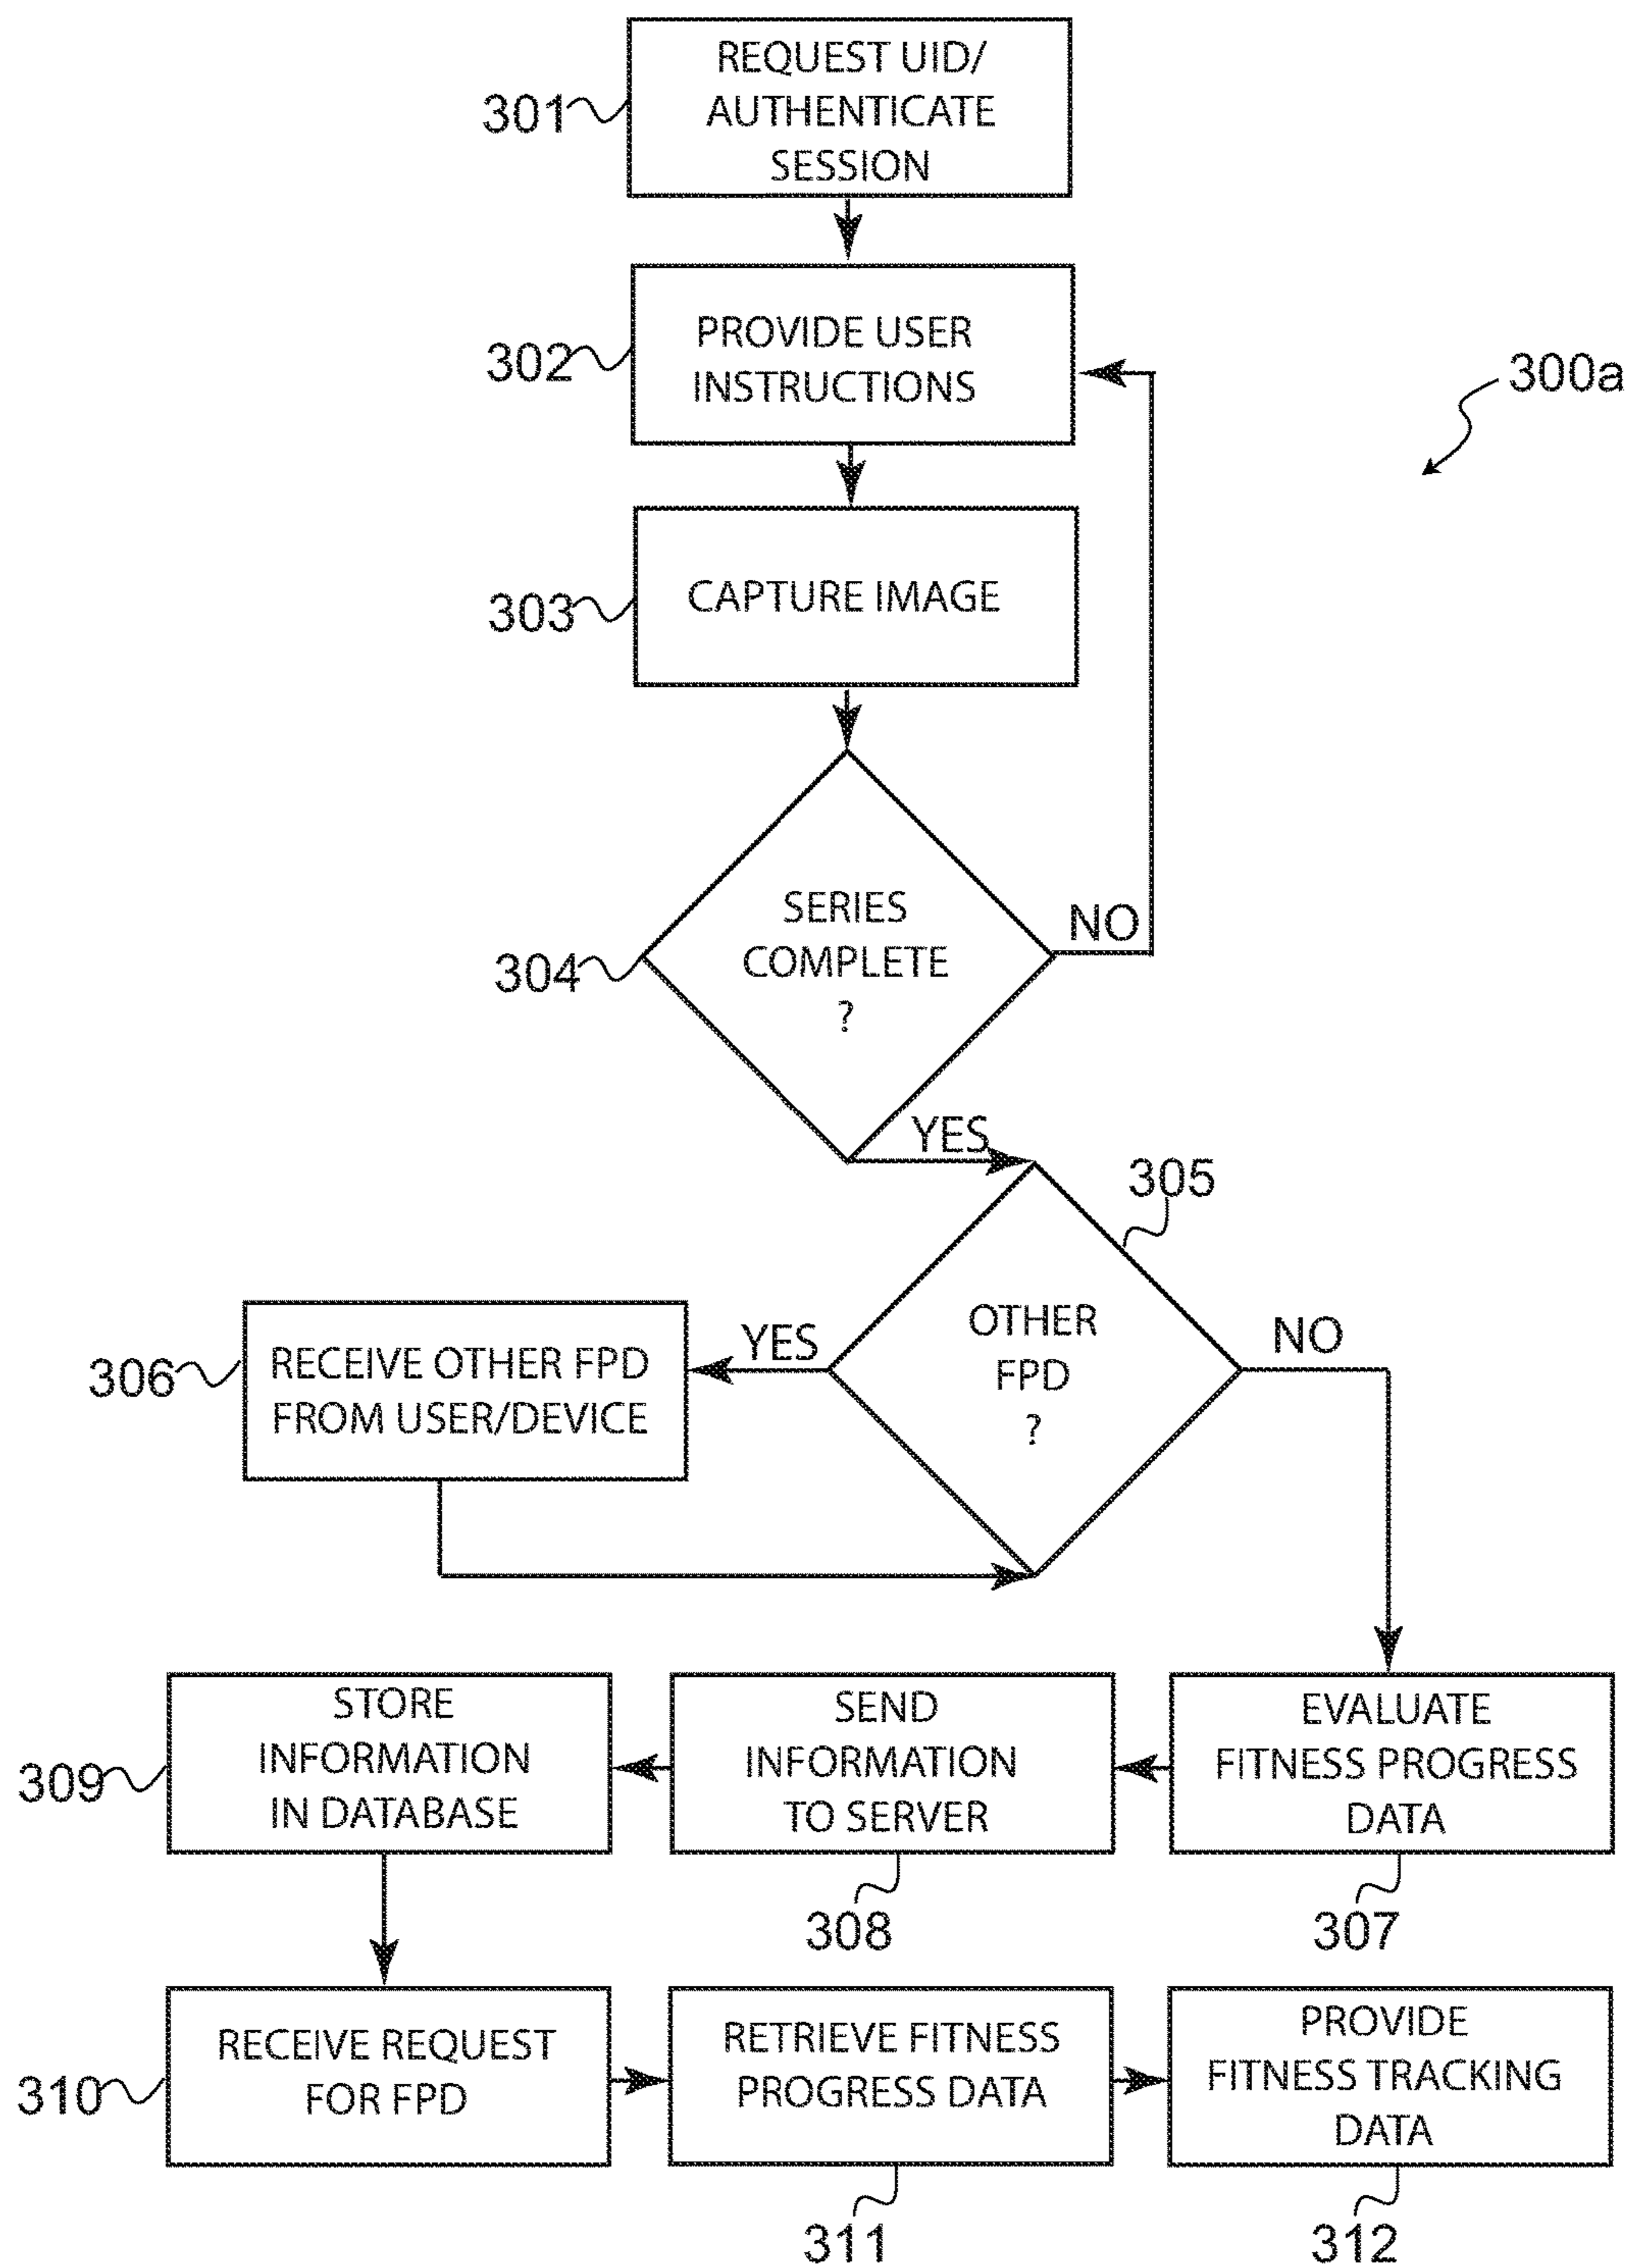 REQUEST UID/
AUTHENTICATE
SESSION
301
PROVIDE USER
INSTRUCTIONS
302
300a
CAPTURE IMAGE
303
SERIES
COMPLETE
?
304
NO
YES
305
OTHER
FPD
?
YES
NO
RECEIVE OTHER FPD
FROM USER/DEVICE
306
EVALUATE
FITNESS PROGRESS
DATA
307
SEND
INFORMATION
TO SERVER
308
STORE
INFORMATION
IN DATABASE
309
RECEIVE REQUEST
FOR FPD
310
RETRIEVE FITNESS
PROGRESS DATA
311
PROVIDE
FITNESS TRACKING
DATA
312